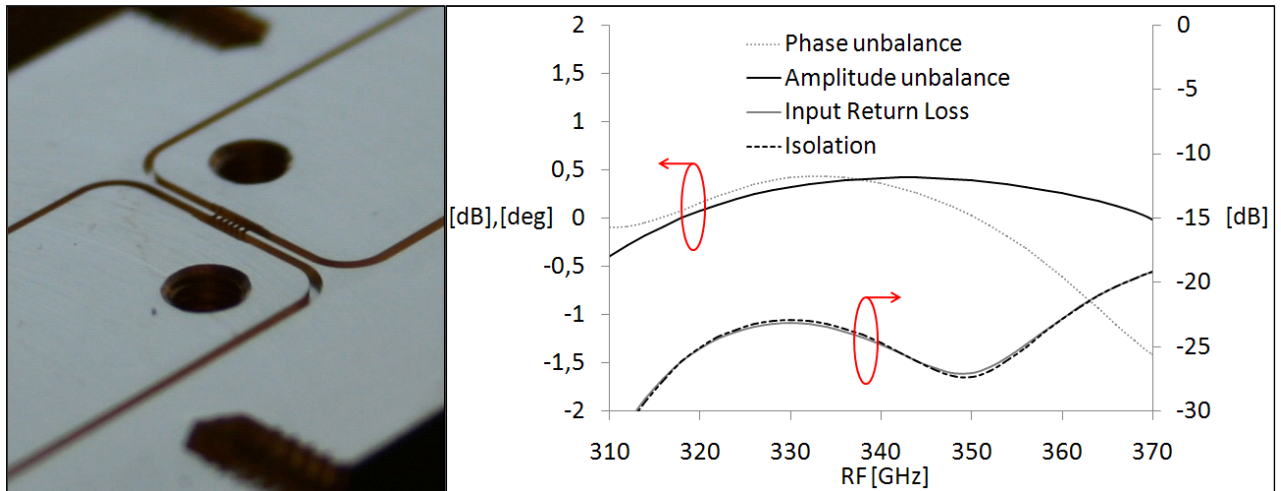 Phase unbalance
Amplitude unbalance
Input Return Loss
Isolation
2
1,5
1
0,5
0
-0,5
-1
-1,5
-2
[dB],[deg]
0
-5
-10
-15
-20
-25
-30
[dB]
310 320 330 340 350 360 370
RF[GHz]